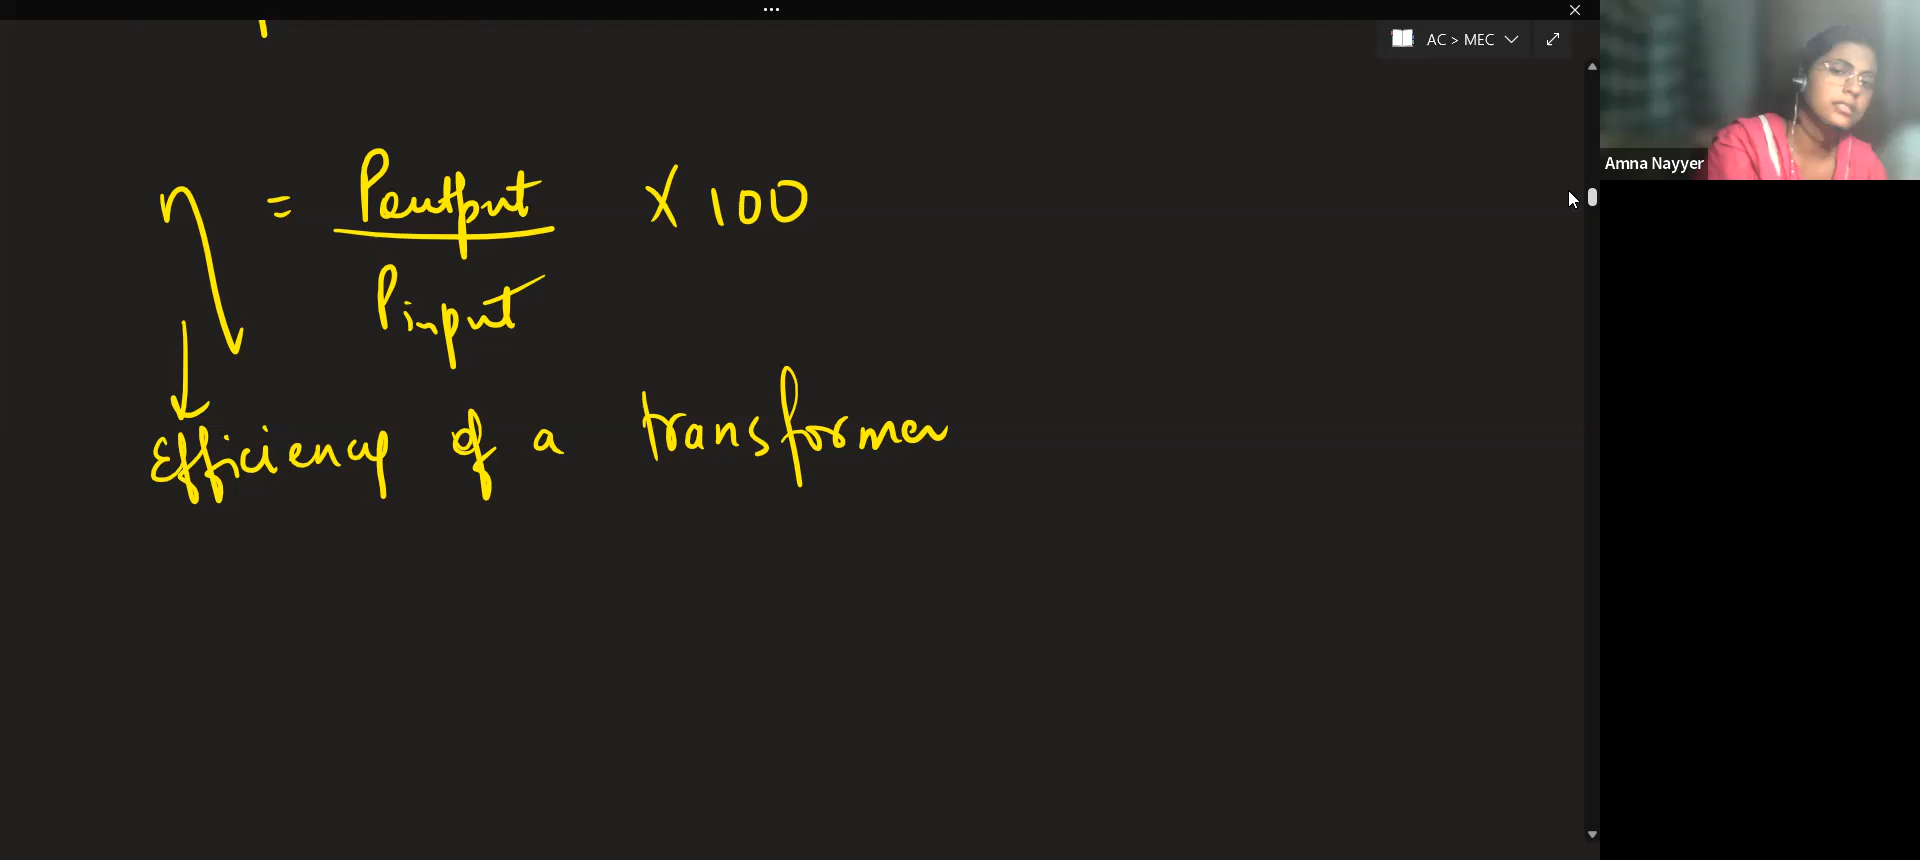 AC > MEC
Amna Nayyer
η = Poutput × 100
Pinput
Efficiency of a transformer